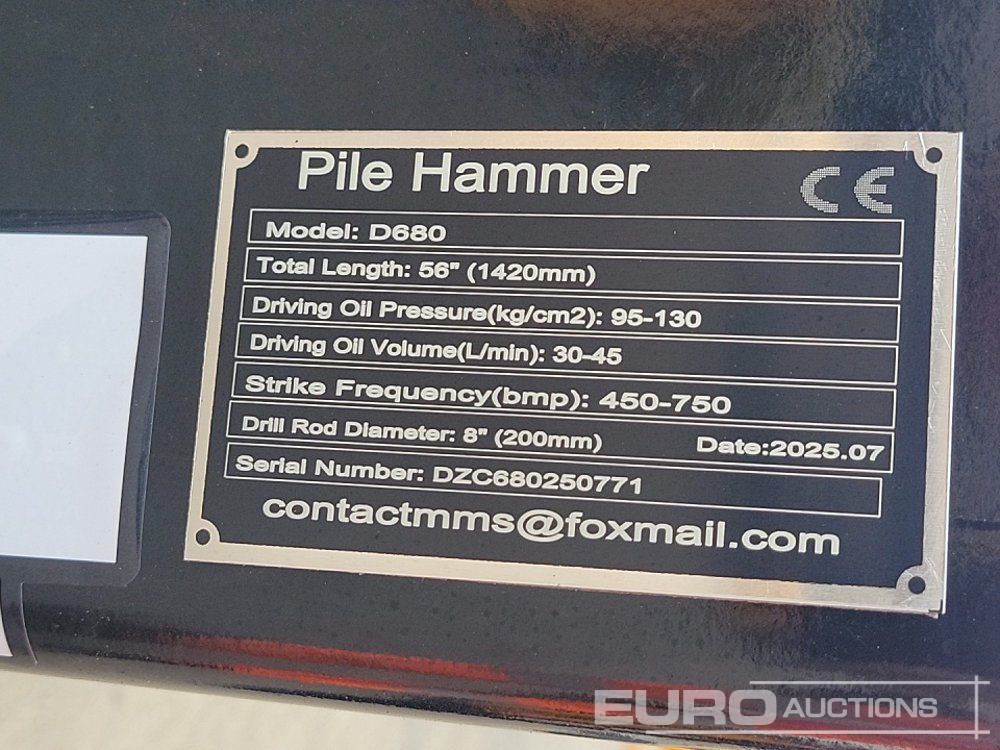 Pile Hammer
CE
Model: D680
Total Length: 56" (1420mm)
Driving Oil Pressure(kg/cm2): 95-130
Driving Oil Volume(L/min): 30-45
Strike Frequency(bmp): 450-750
Drill Rod Diameter: 8" (200mm) Date:2025.07
Serial Number: DZC680250771
contactmms@foxmail.com
EURO AUCTIONS